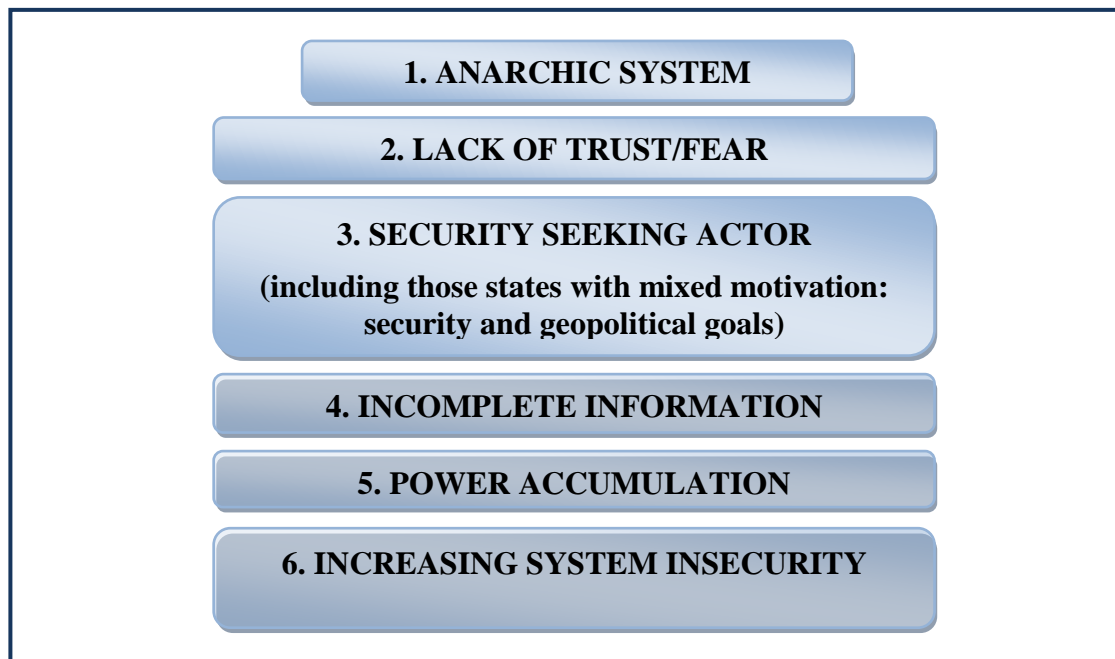 1. ANARCHIC SYSTEM
2. LACK OF TRUST/FEAR
3. SECURITY SEEKING ACTOR
(including those states with mixed motivation:
security and geopolitical goals)
4. INCOMPLETE INFORMATION
5. POWER ACCUMULATION
6. INCREASING SYSTEM INSECURITY